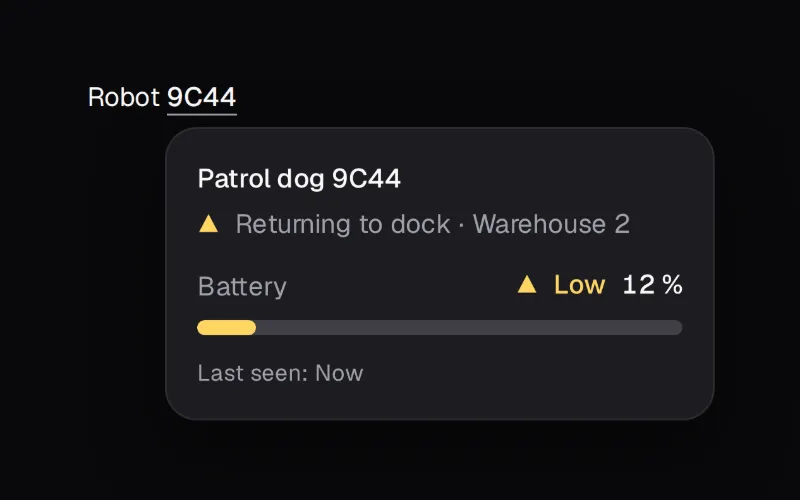 Robot 9C44
Patrol dog 9C44
Returning to dock · Warehouse 2
Battery
Low 12 %
Last seen: Now